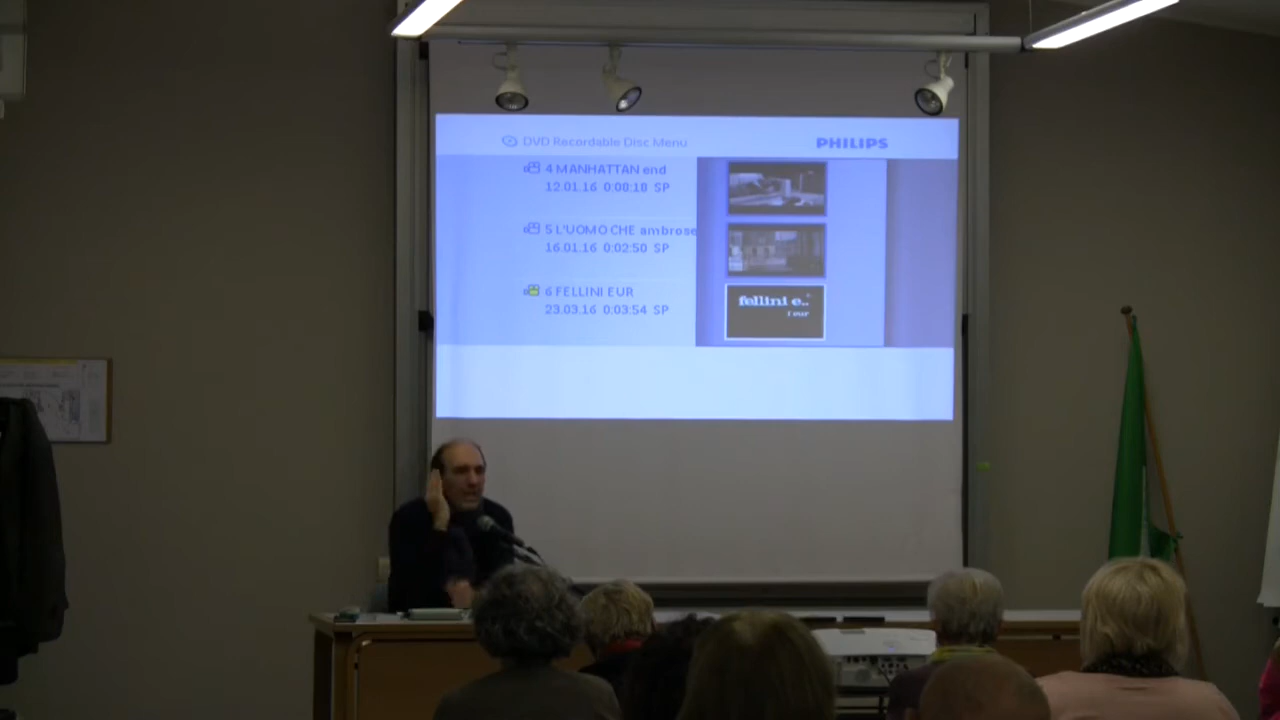 DVD Recordable Disc Menu
PHILIPS
4 MANHATTAN end
12.01.16 0:00:18 SP
5 L'UOMO CHE ambrose
16.01.16 0:02:50 SP
6 FELLINI EUR
23.03.16 0:03:54 SP
fellini e..